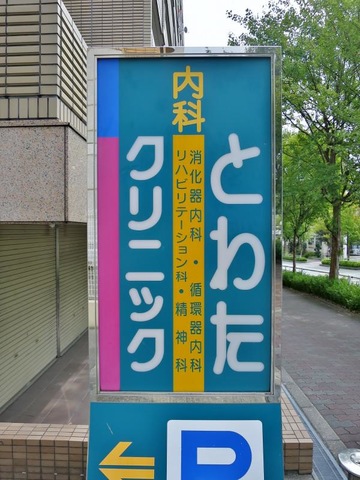 内科
とわた
クリニック
消化器内科・循環器内科
リハビリテーション科・精神科
P